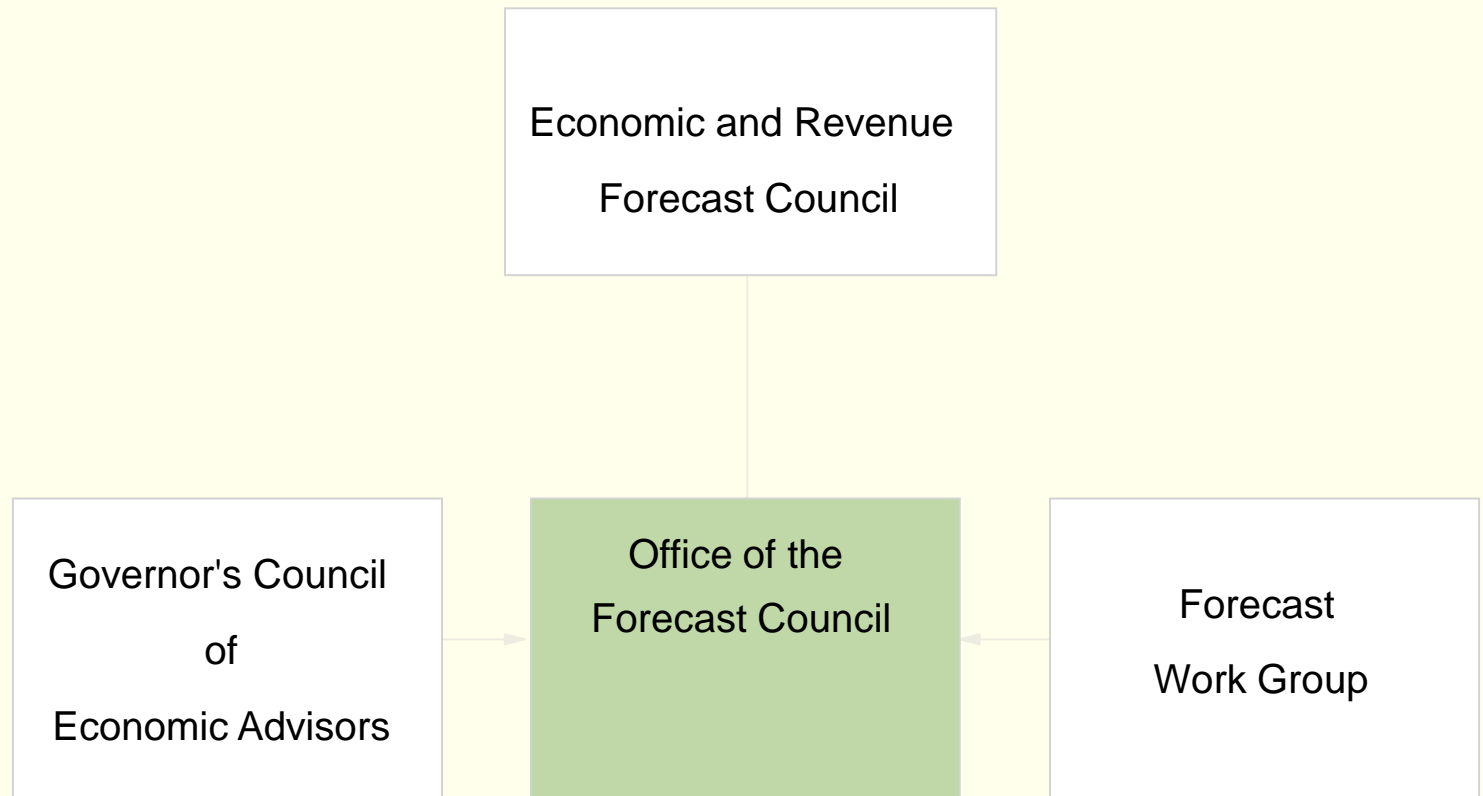 Economic and Revenue
Forecast Council
Governor's Council
of
Economic Advisors
Office of the
Forecast Council
Forecast
Work Group